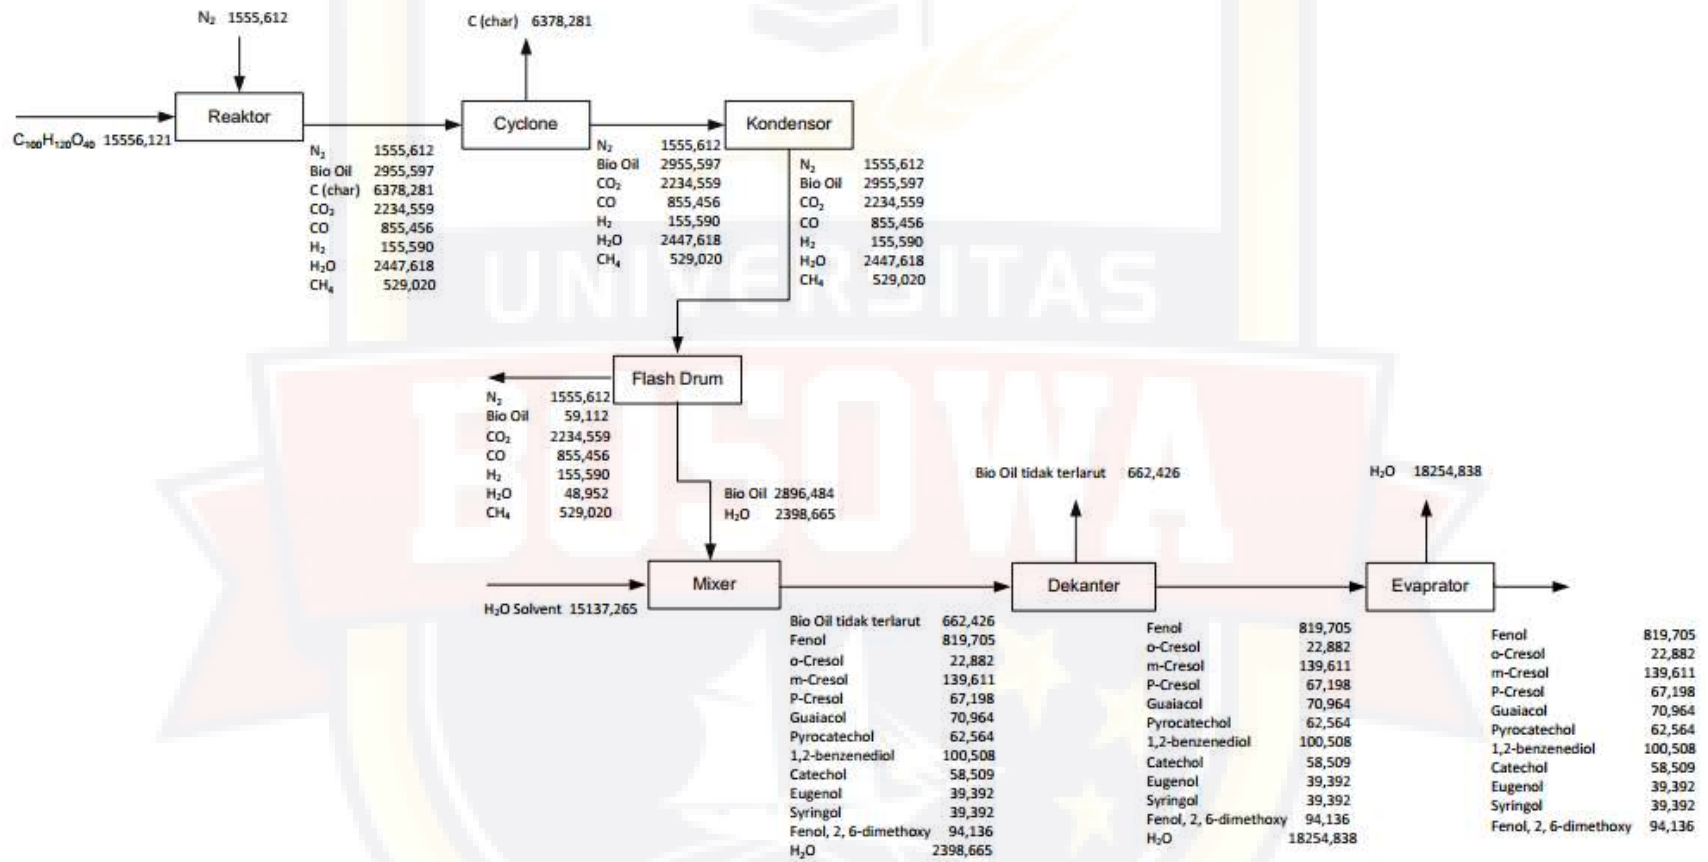 N₂ 1555,612
C (char) 6378,281
Reaktor
Cyclone
Kondensor
C₁₀₀H₁₂₀O₄₀ 15556,121
N₂ 1555,612
Bio Oil 2955,597
C (char) 6378,281
CO₂ 2234,559
CO 855,456
H₂ 155,590
H₂O 2447,618
CH₄ 529,020
N₂ 1555,612
Bio Oil 2955,597
CO₂ 2234,559
CO 855,456
H₂ 155,590
H₂O 2447,618
CH₄ 529,020
N₂ 1555,612
Bio Oil 2955,597
CO₂ 2234,559
CO 855,456
H₂ 155,590
H₂O 2447,618
CH₄ 529,020
UNIVERSITAS
BOSOWA
Flash Drum
N₂ 1555,612
Bio Oil 59,112
CO₂ 2234,559
CO 855,456
H₂ 155,590
H₂O 48,952
CH₄ 529,020
Bio Oil 2896,484
H₂O 2398,665
Bio Oil tidak terlarut 662,426
H₂O 18254,838
Mixer
Dekanter
Evaprator
H₂O Solvent 15137,265
Bio Oil tidak terlarut 662,426
Fenol 819,705
o-Cresol 22,882
m-Cresol 139,611
P-Cresol 67,198
Guaiacol 70,964
Pyrocatechol 62,564
1,2-benzenediol 100,508
Catechol 58,509
Eugenol 39,392
Syringol 39,392
Fenol, 2, 6-dimethoxy 94,136
H₂O 2398,665
Fenol 819,705
o-Cresol 22,882
m-Cresol 139,611
P-Cresol 67,198
Guaiacol 70,964
Pyrocatechol 62,564
1,2-benzenediol 100,508
Catechol 58,509
Eugenol 39,392
Syringol 39,392
Fenol, 2, 6-dimethoxy 94,136
H₂O 18254,838
Fenol 819,705
o-Cresol 22,882
m-Cresol 139,611
P-Cresol 67,198
Guaiacol 70,964
Pyrocatechol 62,564
1,2-benzenediol 100,508
Catechol 58,509
Eugenol 39,392
Syringol 39,392
Fenol, 2, 6-dimethoxy 94,136